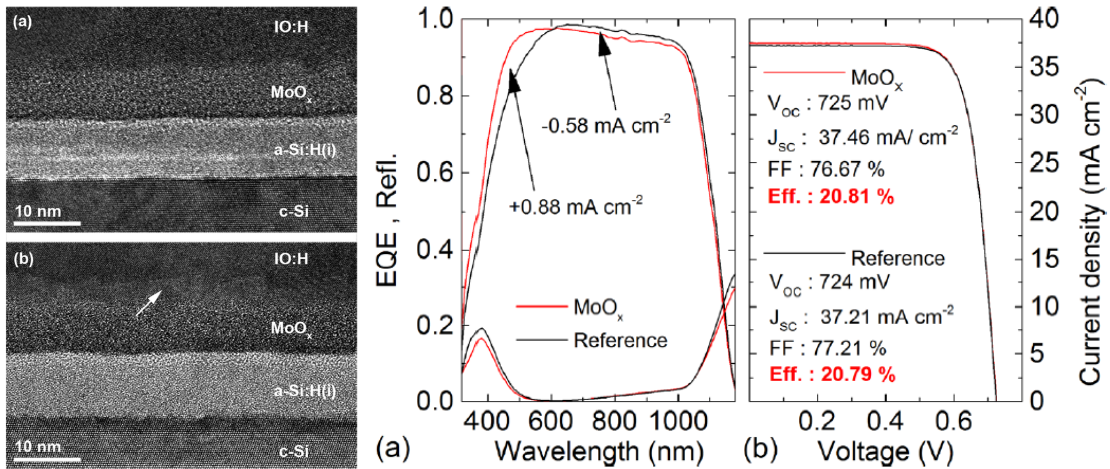 (a)
IO:H
MoOₓ
a-Si:H(i)
10 nm
c-Si
(b)
IO:H
MoOₓ
a-Si:H(i)
10 nm
c-Si
EQE , Refl.
1.0
0.8
0.6
0.4
0.2
0.0
-0.58 mA cm⁻²
+0.88 mA cm⁻²
MoOₓ
Reference
400 600 800 1000
(a) Wavelength (nm)
MoOₓ
V_OC : 725 mV
J_SC : 37.46 mA/ cm⁻²
FF : 76.67 %
Eff. : 20.81 %
Reference
V_OC : 724 mV
J_SC : 37.21 mA cm⁻²
FF : 77.21 %
Eff. : 20.79 %
0.2 0.4 0.6
(b) Voltage (V)
40
35
30
25
20
15
10
5
0
Current density (mA cm⁻²)